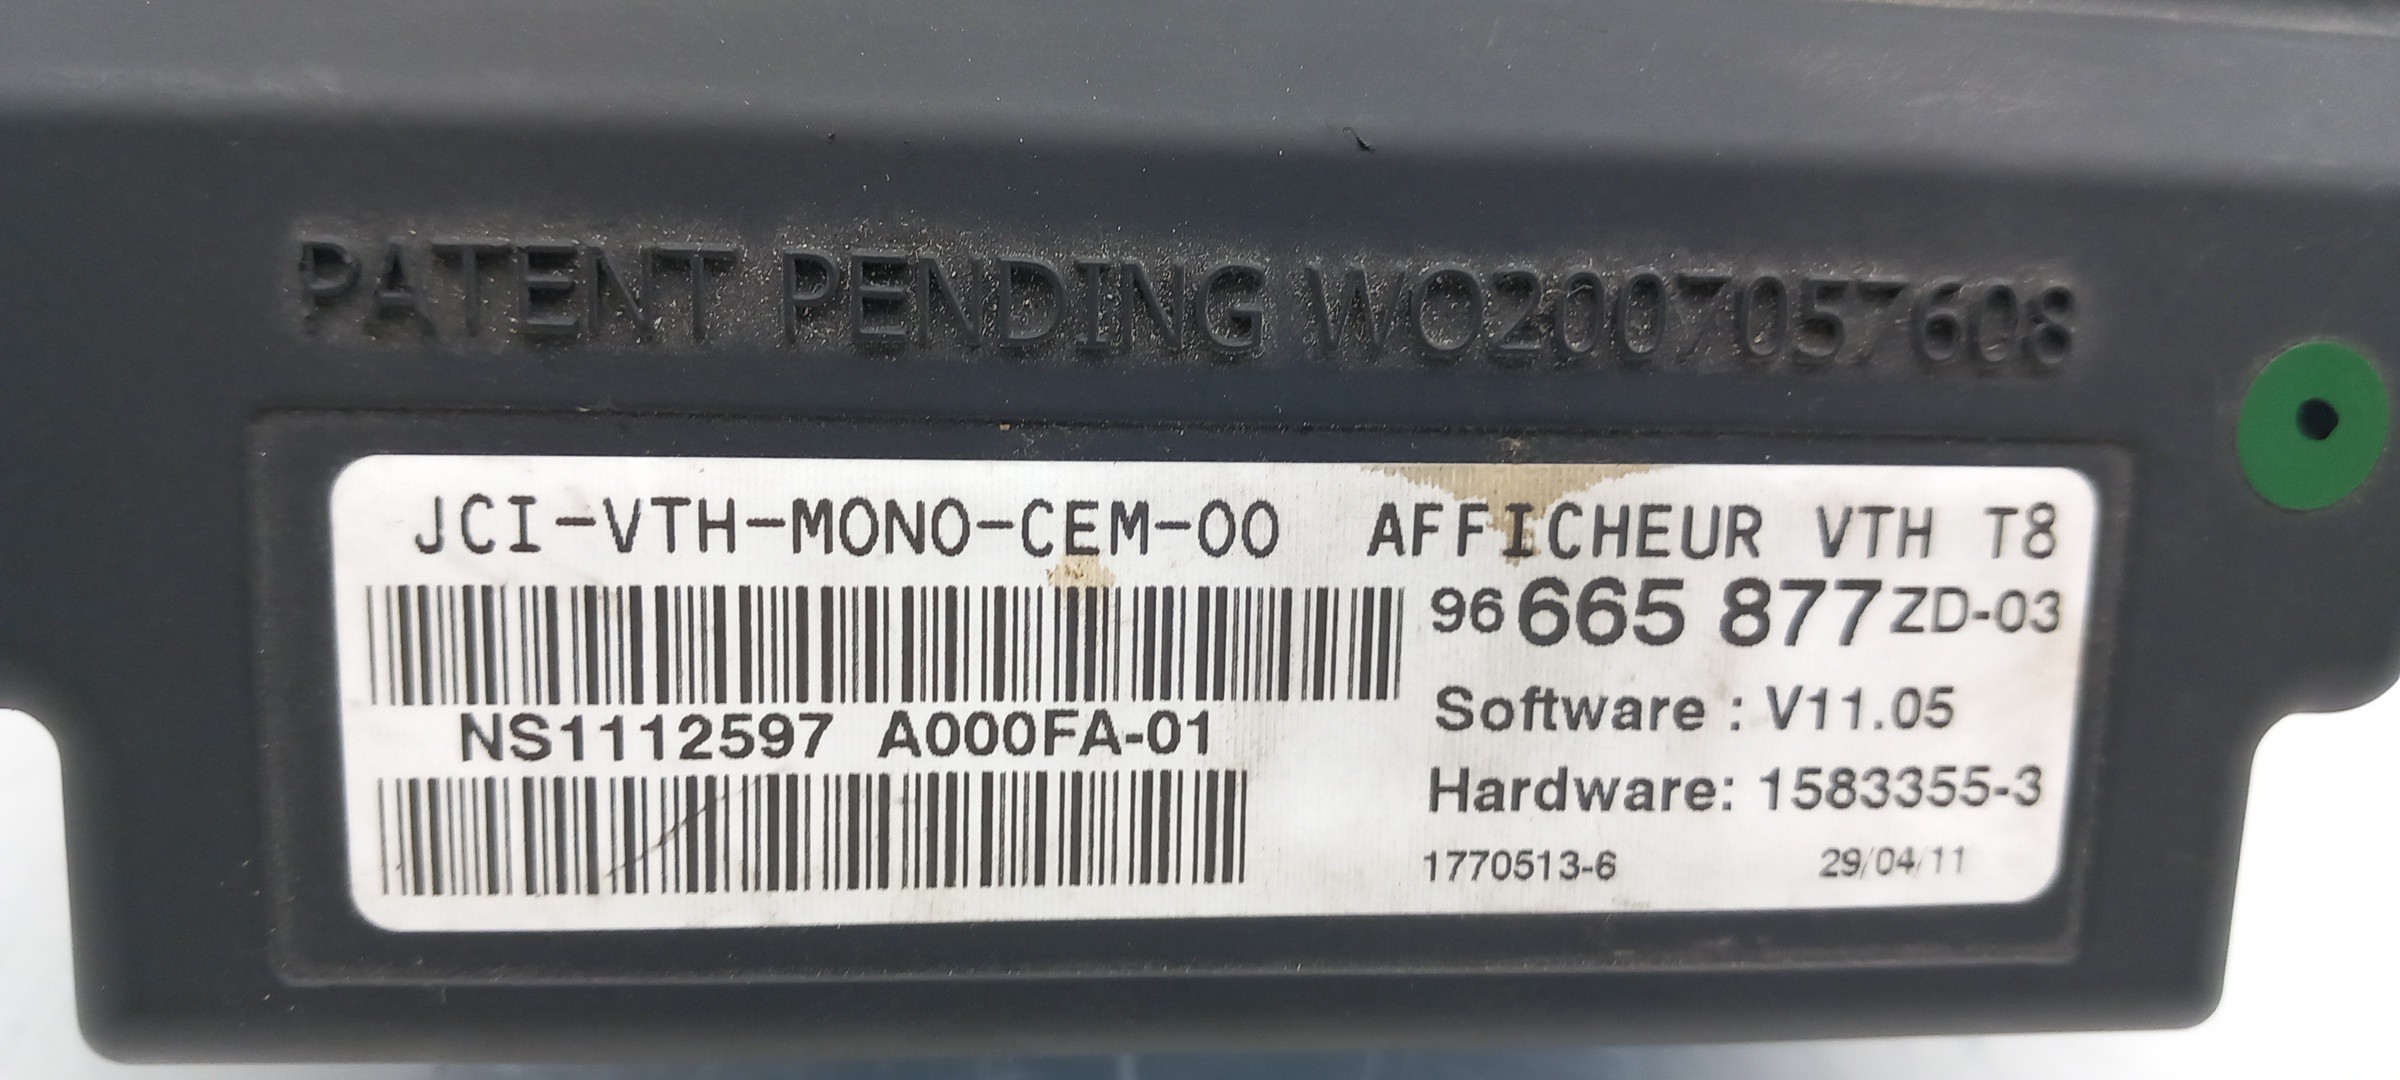 PATENT PENDING WO2007057608
JCI-VTH-MONO-CEM-00 AFFICHEUR VTH T8
96 665 877 ZD-03
NS1112597 A000FA-01
Software : V11.05
Hardware: 1583355-3
1770513-6 29/04/11